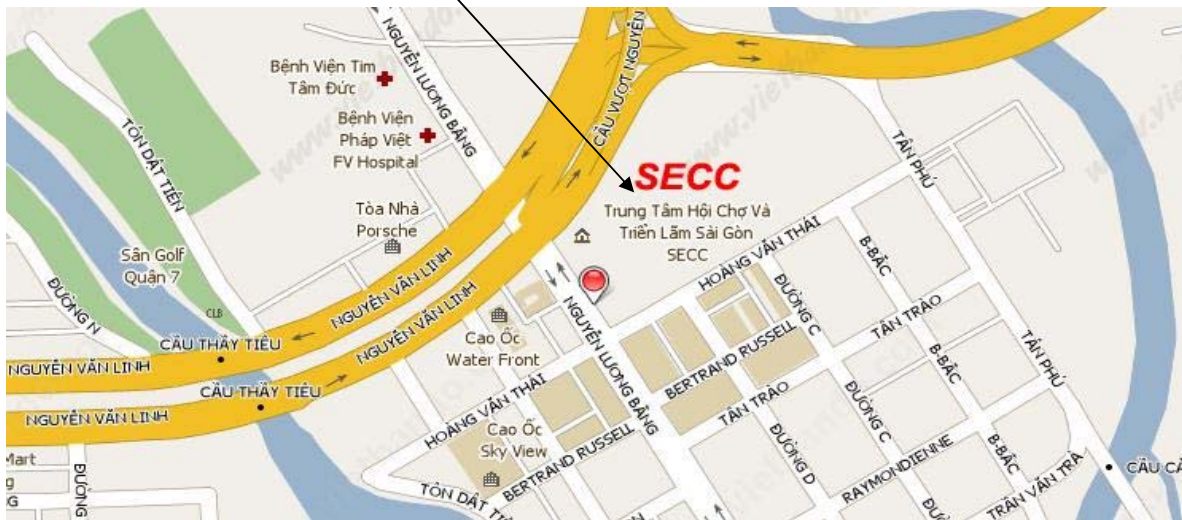 NGUYỄN LƯƠNG BẰNG
CẦU VƯỢT NGUYỄN
Bệnh Viện Tim
Tâm Đức
Bệnh Viện
Pháp Việt
FV Hospital
TÔN DẬT TIÊN
TÂN PHÚ
SECC
Trung Tâm Hội Chợ Và
Triển Lãm Sài Gòn
SECC
Tòa Nhà
Porsche
Sân Golf
Quận 7
HOÀNG VĂN THÁI
B-BẮC
ĐƯỜNG N
CLB
NGUYỄN VĂN LINH
NGUYỄN VĂN LINH
ĐƯỜNG C
TÂN TRÀO
CẦU THẦY TIÊU
Cao Ốc
Water Front
NGUYỄN LƯƠNG BẰNG
BERTRAND RUSSELL
TÂN PHÚ
B-BẮC
NGUYỄN VĂN LINH
CẦU THẦY TIÊU
NGUYỄN VĂN LINH
HOÀNG VĂN THÁI
TÂN TRÀO
ĐƯỜNG C
Cao Ốc
Sky View
BERTRAND RUSSELL
ĐƯỜNG D
RAYMONDIENNE
B-BẮC
Mart
ĐƯỜNG
TÔN DẬT TI
TRẦN VĂN TRÀ
CẦU CẢ